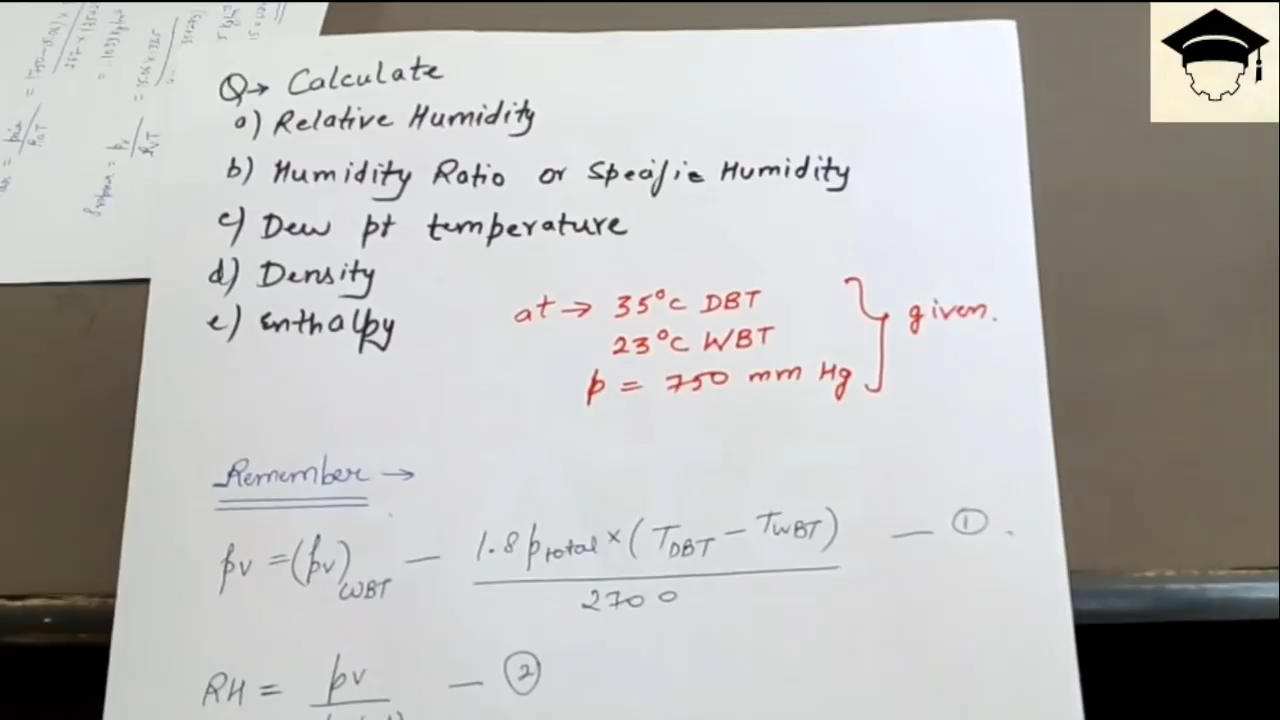 Q→ Calculate
a) Relative Humidity
b) Humidity Ratio or Specific Humidity
c) Dew pt temperature
d) Density
e) Enthalpy
at → 35°C DBT
23°C WBT
p = 750 mm Hg
given.
Remember →
pv = (pv)WBT — 1.8 ptotal × (TDBT - TWBT) / 2700 — ①.
RH = pv — ②